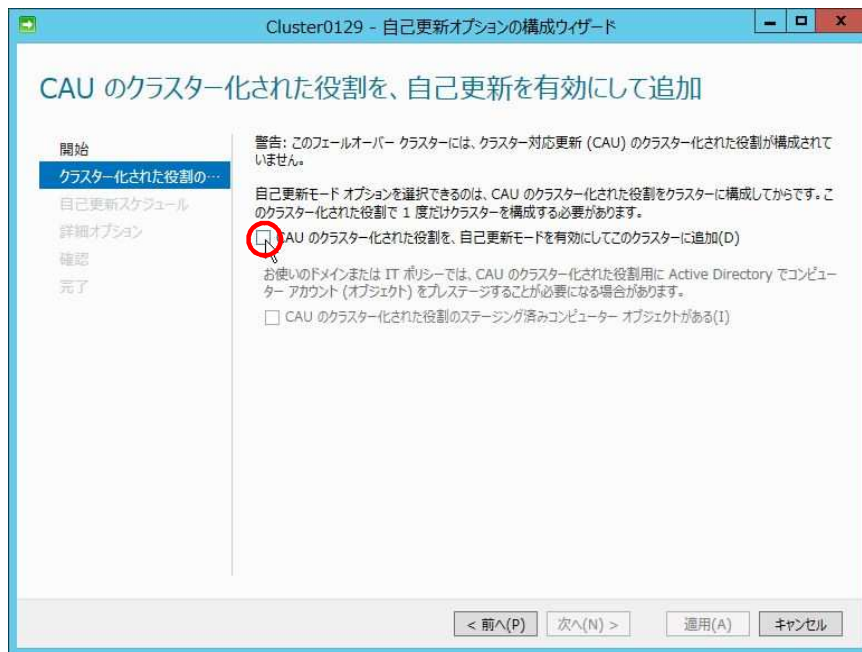 Cluster0129 - 自己更新オプションの構成ウィザード
CAU のクラスター化された役割を、自己更新を有効にして追加
開始
クラスター化された役割の…
自己更新スケジュール
詳細オプション
確認
完了
警告: このフェールオーバー クラスターには、クラスター対応更新 (CAU) のクラスター化された役割が構成されて
いません。
自己更新モード オプションを選択できるのは、CAU のクラスター化された役割をクラスターに構成してからです。こ
のクラスター化された役割で 1 度だけクラスターを構成する必要があります。
CAU のクラスター化された役割を、自己更新モードを有効にしてこのクラスターに追加(D)
お使いのドメインまたは IT ポリシーでは、CAU のクラスター化された役割用に Active Directory でコンピュー
ター アカウント (オブジェクト) をプレステージすることが必要になる場合があります。
CAU のクラスター化された役割のステージング済みコンピューター オブジェクトがある(I)
< 前へ(P) 次へ(N) > 適用(A) キャンセル